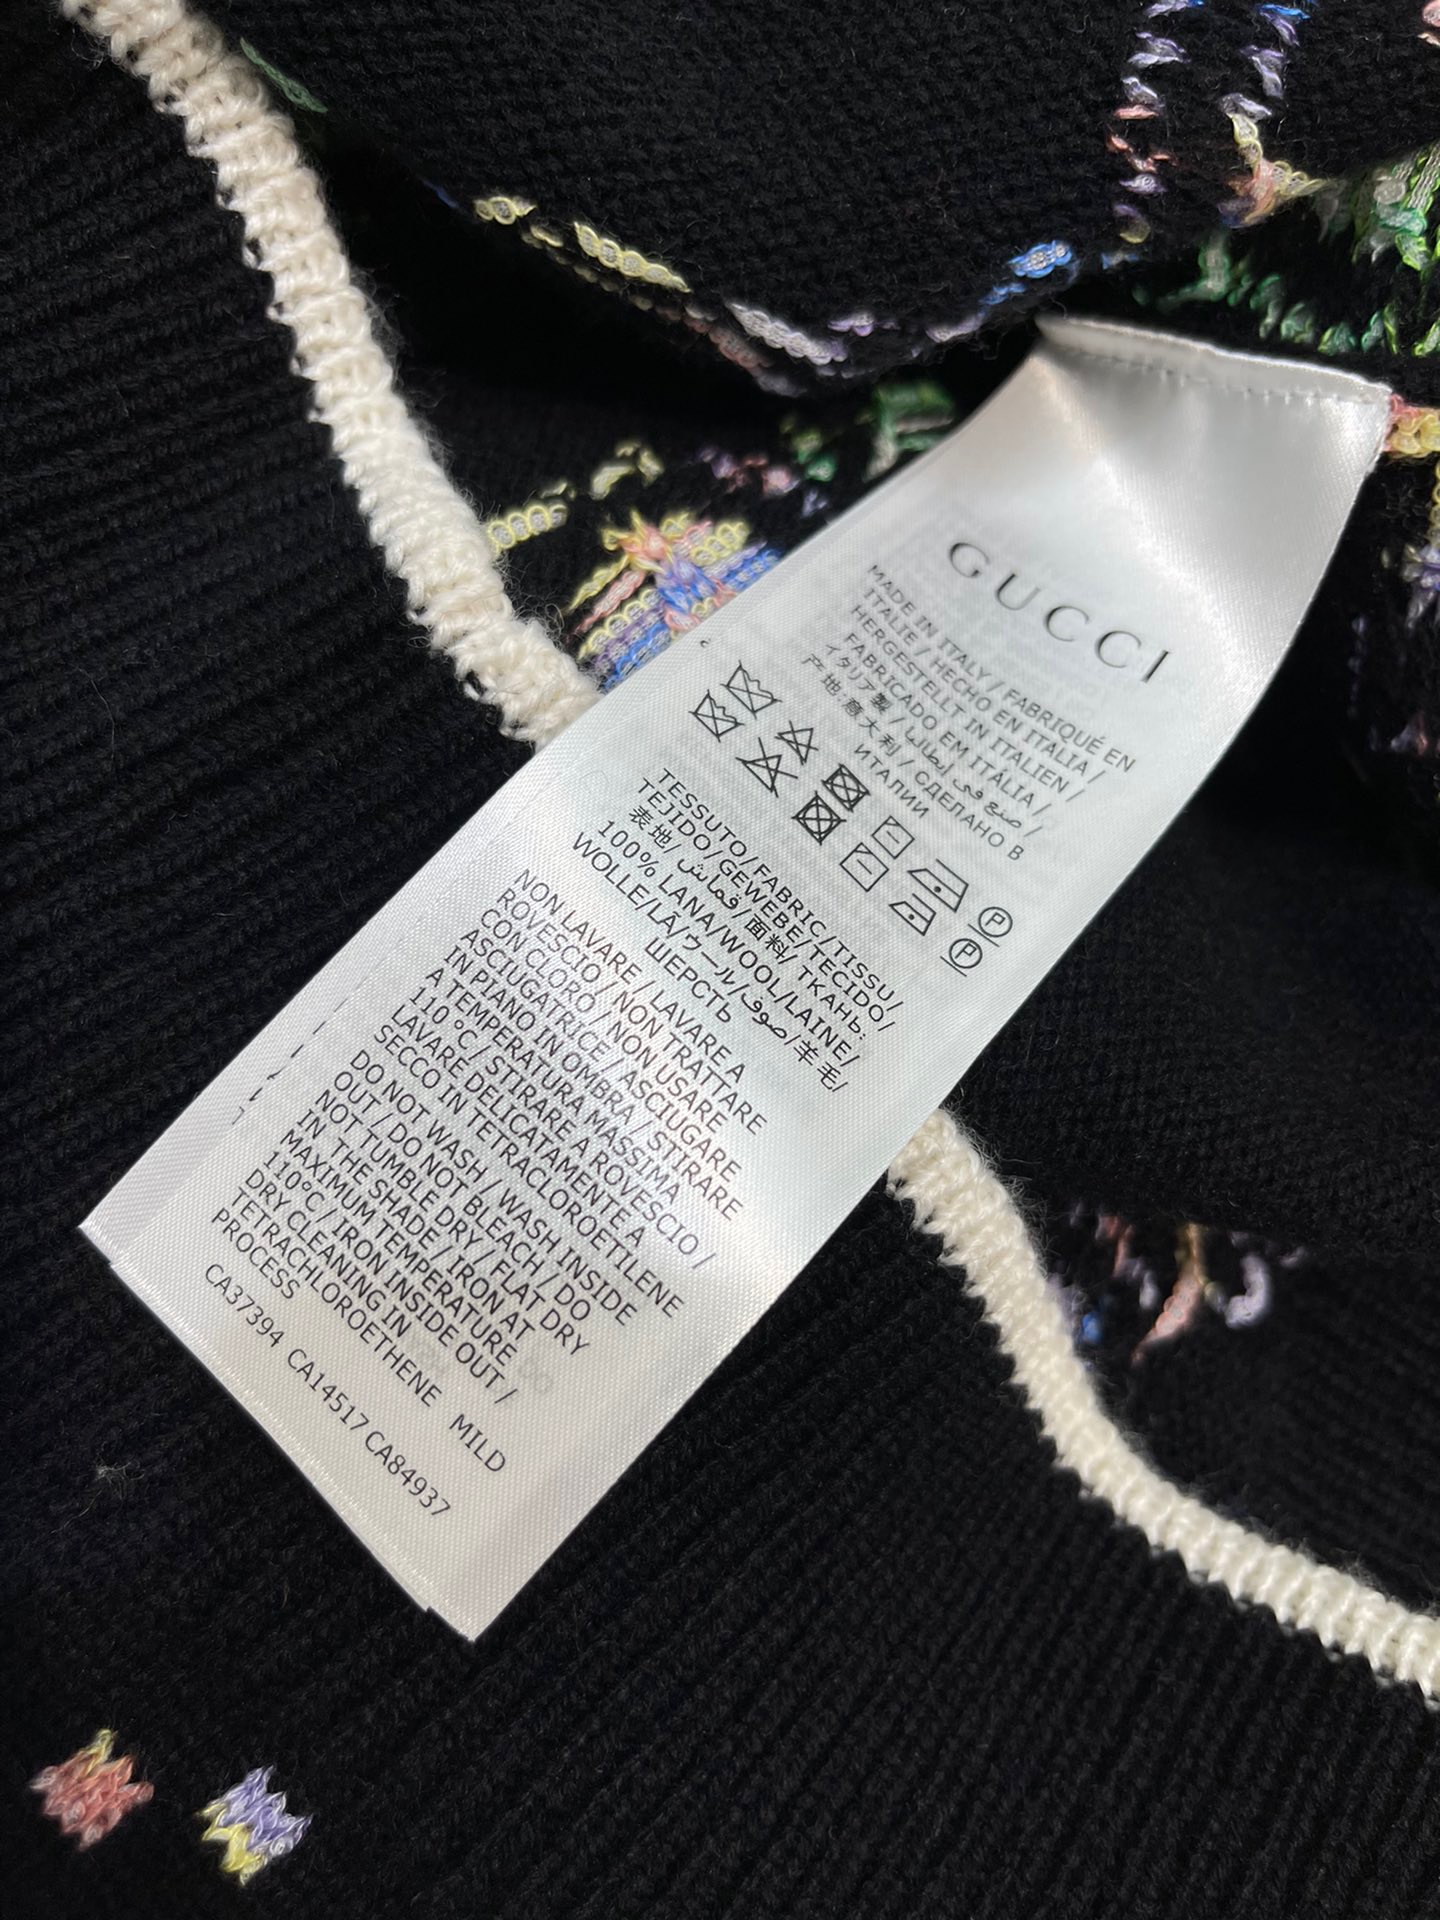 GUCCI
MADE IN ITALY / FABRIQUÉ EN
ITALIE / HECHO EN ITALIA /
HERGESTELLT IN ITALIEN /
FABRICADO EM ITÁLIA /
イタリア製 / صنع في إيطاليا /
产地:意大利 / СДЕЛАНО В
ИТАЛИИ
P
P
TESSUTO/FABRIC/TISSU/
TEJIDO/GEWEBE/TECIDO/
表地/قماش/面料/ТКАНЬ:
100% LANA/WOOL/LAINE/
WOLLE/LÃ/ウール/صوف/羊毛/
ШЕРСТЬ
NON LAVARE / LAVARE A
ROVESCIO / NON TRATTARE
CON CLORO / NON USARE
ASCIUGATRICE / ASCIUGARE
IN PIANO IN OMBRA / STIRARE
A TEMPERATURA MASSIMA
110 °C / STIRARE A ROVESCIO /
LAVARE DELICATAMENTE A
SECCO IN TETRACLOROETILENE
DO NOT WASH / WASH INSIDE
OUT / DO NOT BLEACH / DO
NOT TUMBLE DRY / FLAT DRY
IN THE SHADE / IRON AT
MAXIMUM TEMPERATURE
110°C / IRON INSIDE OUT /
DRY CLEANING IN
TETRACHLOROETHENE MILD
PROCESS
CA37394 CA14517 CA84937